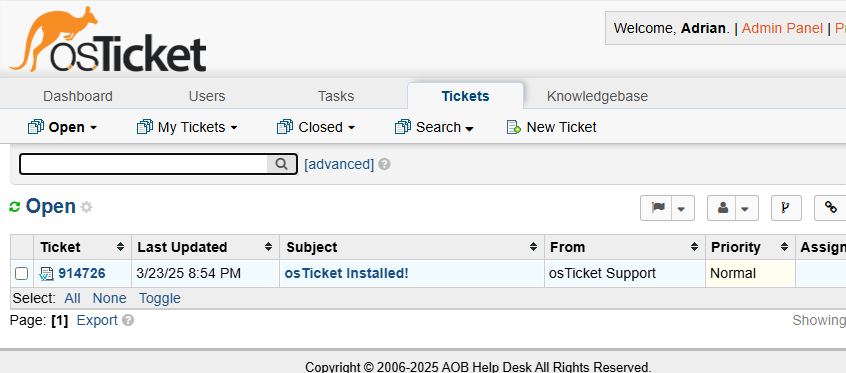 osTicket
Welcome, Adrian. | Admin Panel |
Dashboard Users Tasks Tickets Knowledgebase
Open My Tickets Closed Search New Ticket
[advanced]
Open
Ticket Last Updated Subject From Priority Assign
914726 3/23/25 8:54 PM osTicket Installed! osTicket Support Normal
Select: All None Toggle
Page: [1] Export Showing
Copyright © 2006-2025 AOB Help Desk All Rights Reserved.